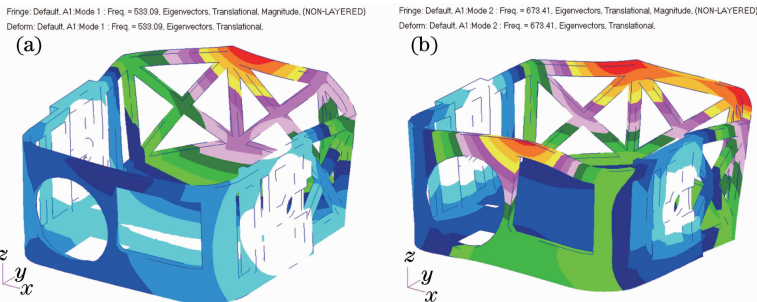 Fringe: Default, A1:Mode 1 : Freq. = 533.09, Eigenvectors, Translational, Magnitude, (NON-LAYERED)
Deform: Default, A1:Mode 1 : Freq. = 533.09, Eigenvectors, Translational,
(a)
z
y
x
Fringe: Default, A1:Mode 2 : Freq. = 673.41, Eigenvectors, Translational, Magnitude, (NON-LAYERED)
Deform: Default, A1:Mode 2 : Freq. = 673.41, Eigenvectors, Translational,
(b)
z
y
x